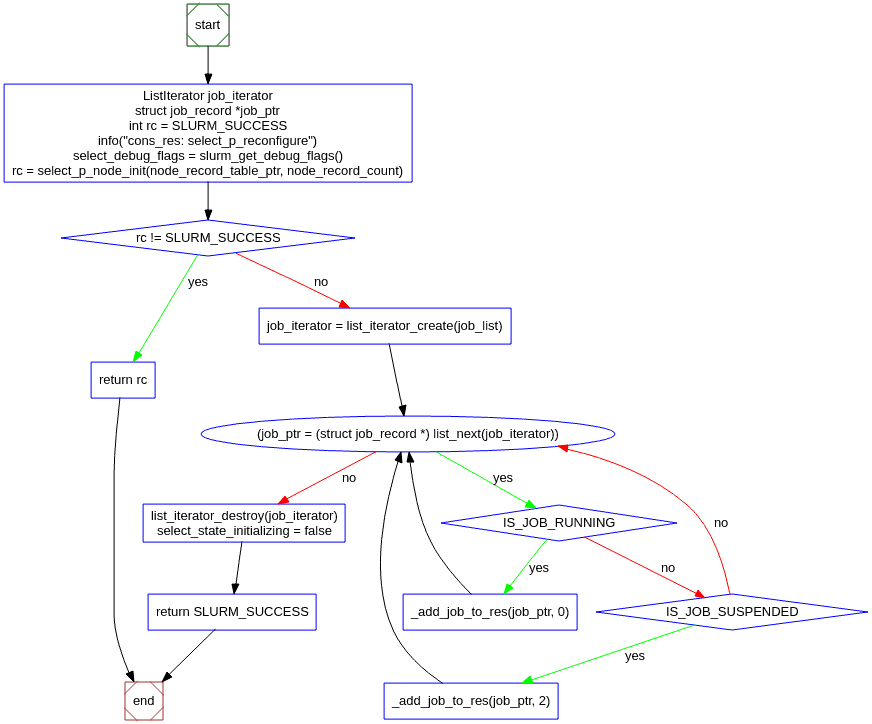 start
ListIterator job_iterator
struct job_record *job_ptr
int rc = SLURM_SUCCESS
info("cons_res: select_p_reconfigure")
select_debug_flags = slurm_get_debug_flags()
rc = select_p_node_init(node_record_table_ptr, node_record_count)
rc != SLURM_SUCCESS
yes
no
job_iterator = list_iterator_create(job_list)
return rc
(job_ptr = (struct job_record *) list_next(job_iterator))
no
yes
list_iterator_destroy(job_iterator)
select_state_initializing = false
IS_JOB_RUNNING
no
yes
no
return SLURM_SUCCESS
_add_job_to_res(job_ptr, 0)
IS_JOB_SUSPENDED
yes
end
_add_job_to_res(job_ptr, 2)